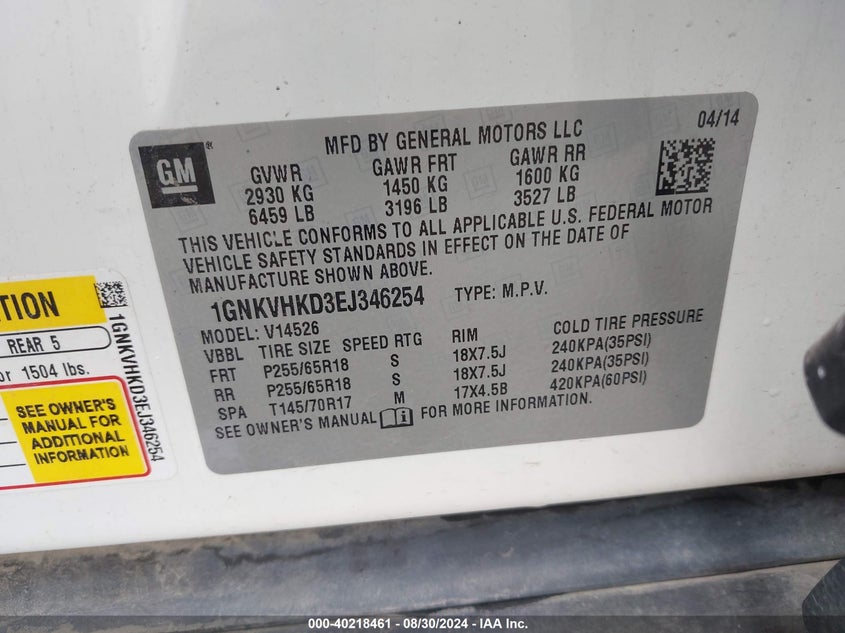 MFD BY GENERAL MOTORS LLC 04/14
GM ®
GVWR GAWR FRT GAWR RR
2930 KG 1450 KG 1600 KG
6459 LB 3196 LB 3527 LB
THIS VEHICLE CONFORMS TO ALL APPLICABLE U.S. FEDERAL MOTOR
VEHICLE SAFETY STANDARDS IN EFFECT ON THE DATE OF
MANUFACTURE SHOWN ABOVE.
1GNKVHKD3EJ346254 TYPE: M.P.V.
MODEL: V14526
VBBL TIRE SIZE SPEED RTG RIM COLD TIRE PRESSURE
FRT P255/65R18 S 18X7.5J 240KPA(35PSI)
RR P255/65R18 S 18X7.5J 240KPA(35PSI)
SPA T145/70R17 M 17X4.5B 420KPA(60PSI)
SEE OWNER'S MANUAL FOR MORE INFORMATION.
REAR 5
1504 lbs.
SEE OWNER'S
MANUAL FOR
ADDITIONAL
INFORMATION
1GNKVHKD3EJ346254
000-40218461 - 08/30/2024 - IAA Inc.